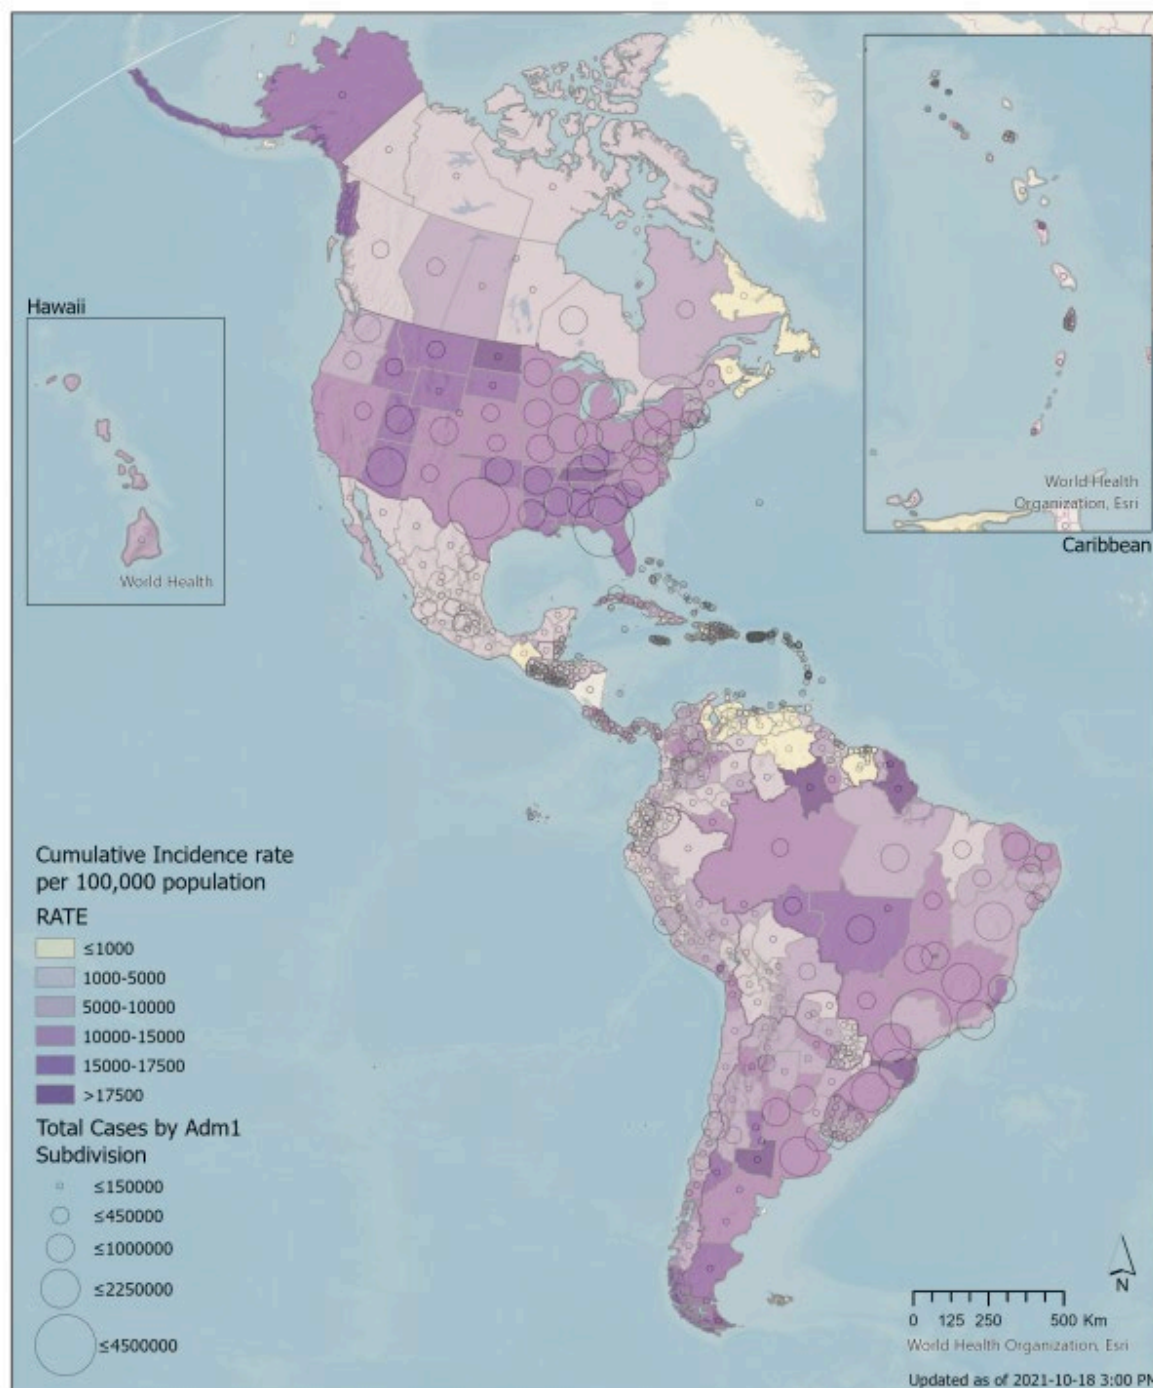 Hawaii
World Health
World Health
Organization, Esri
Caribbean
Cumulative Incidence rate
per 100,000 population
RATE
≤1000
1000-5000
5000-10000
10000-15000
15000-17500
>17500
Total Cases by Adm1
Subdivision
≤150000
≤450000
≤1000000
≤2250000
≤4500000
N
0 125 250 500 Km
World Health Organization, Esri
Updated as of 2021-10-18 3:00 PM